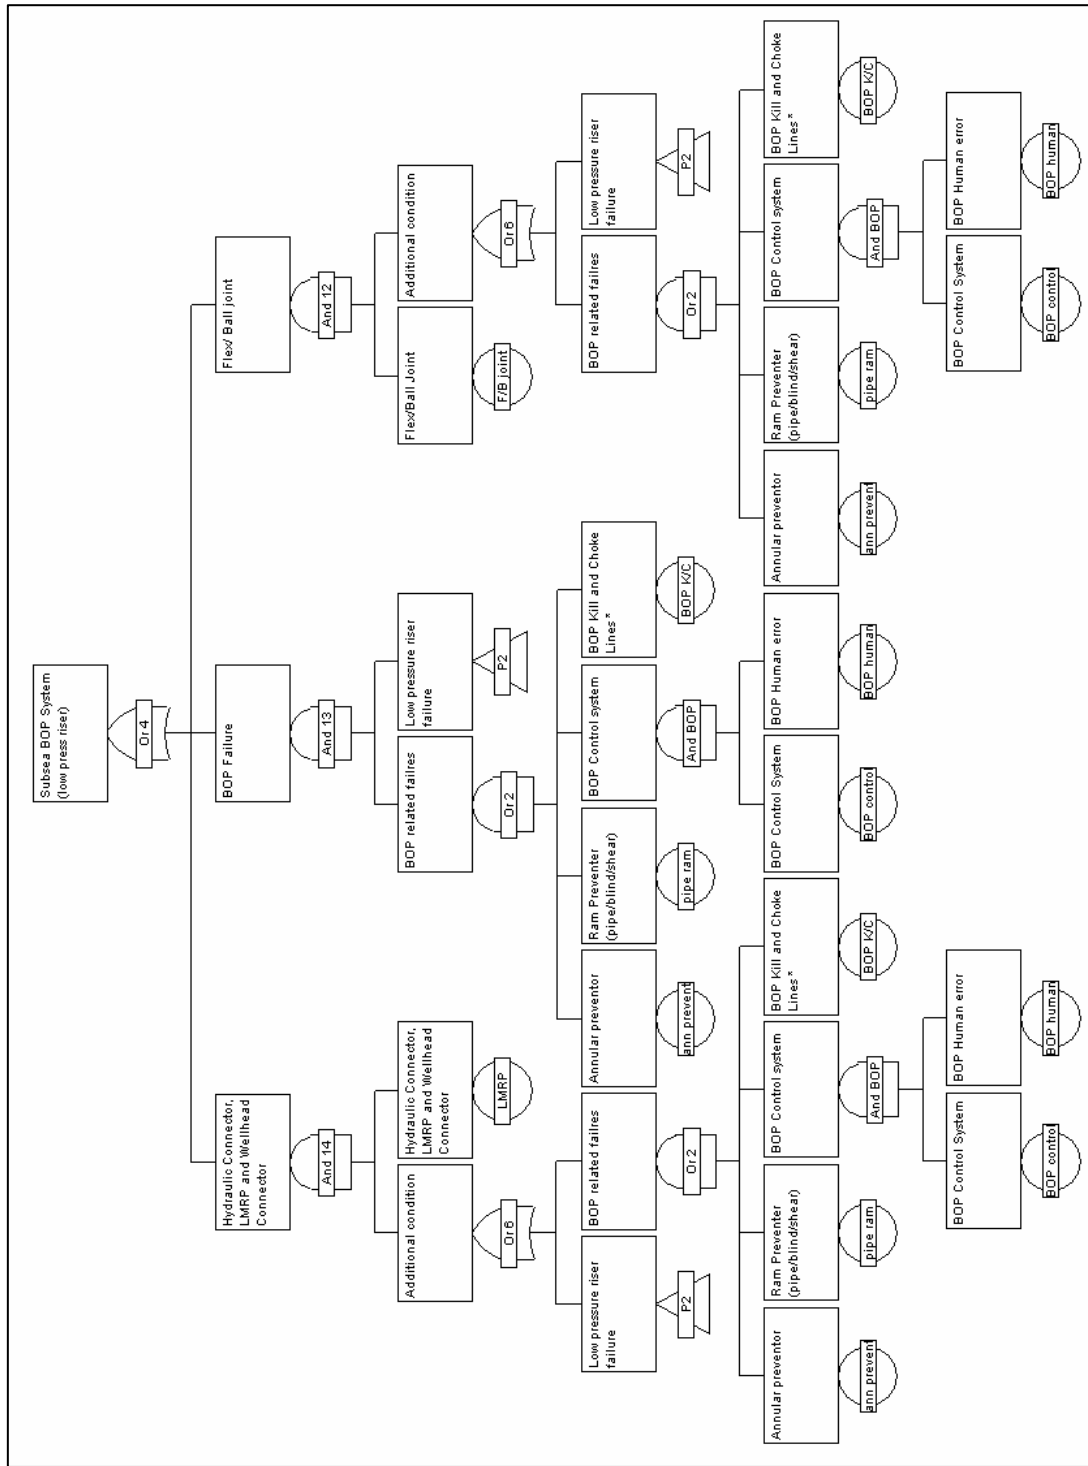 Subsea BOP System
(low press riser)
Or 4
Hydraulic Connector,
LMRP and Wellhead
Connector
And 14
BOP Failure
And 13
Flex/ Ball joint
And 12
Additional condition
Or 6
Hydraulic Connector,
LMRP and Wellhead
Connector
LMRP
BOP related failres
Or 2
Low pressure riser
failure
P2
Flex/Ball Joint
F/B joint
Additional condition
Or 6
Low pressure riser
failure
P2
BOP related failres
Or 2
Annular preventor
ann prevent
Ram Preventer
(pipe/blind/shear)
pipe ram
BOP Control system
And BOP
BOP Kill and Choke
Lines *
BOP K/C
BOP related failres
Or 2
Low pressure riser
failure
P2
Annular preventor
ann prevent
Ram Preventer
(pipe/blind/shear)
pipe ram
BOP Control system
And BOP
BOP Kill and Choke
Lines *
BOP K/C
BOP Control System
BOP control
BOP Human error
BOP human
Annular preventor
ann prevent
Ram Preventer
(pipe/blind/shear)
pipe ram
BOP Control system
And BOP
BOP Kill and Choke
Lines *
BOP K/C
BOP Control System
BOP control
BOP Human error
BOP human
BOP Control System
BOP control
BOP Human error
BOP human